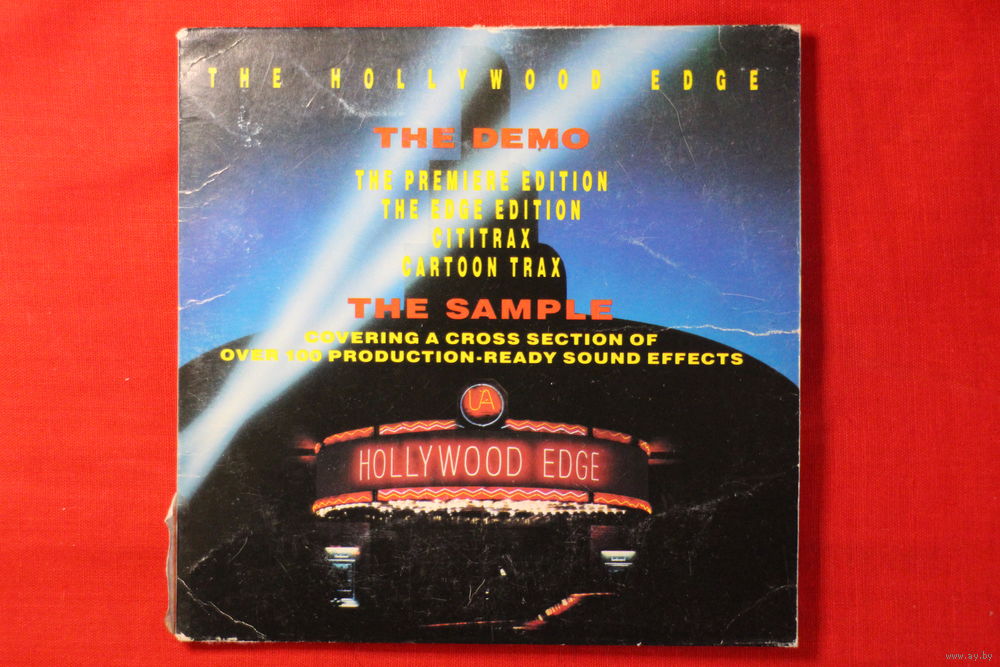 THE HOLLYWOOD EDGE
THE DEMO
THE PREMIERE EDITION
THE EDGE EDITION
CITITRAX
CARTOON TRAX
THE SAMPLE
COVERING A CROSS SECTION OF
OVER 100 PRODUCTION-READY SOUND EFFECTS
UA
HOLLYWOOD EDGE
www.ay.by